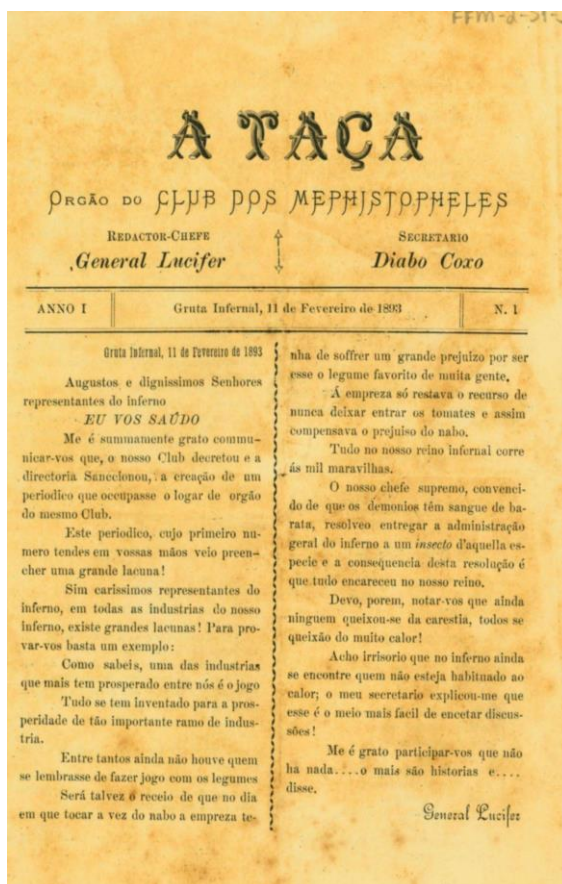 A TAÇA
ORGÃO DO CLUB DOS MEPHISTOPHELES
REDACTOR-CHEFE
General Lucifer
SECRETARIO
Diabo Coxo
ANNO I
Gruta Infernal, 11 de Fevereiro de 1893
N. 1
Gruta Infernal, 11 de Fevereiro de 1893
Augustos e dignissimos Senhores
representantes do inferno
EU VOS SAÚDO
Me é summamente grato commu-
nicar-vos que, o nosso Club decretou e a
directoria Sanccionou, a creação de um
periodico que occupasse o logar de orgão
do mesmo Club.
Este periodico, cujo primeiro nu-
mero tendes em vossas mãos veio preen-
cher uma grande lacuna!
Sim carissimos representantes do
inferno, em todas as industrias do nosso
inferno, existe grandes lacunas! Para pro-
var-vos basta um exemplo:
Como sabeis, uma das industrias
que mais tem prosperado entre nós é o jogo
Tudo se tem inventado para a pros-
peridade de tão importante ramo de indus-
tria.
Entre tantos ainda não houve quem
se lembrasse de fazer jogo com os legumes
Será talvez o receio de que no dia
em que tocar a vez do nabo a empreza te-
nha de soffrer um grande prejuizo por ser
esse o legume favorito de muita gente.
Á empreza só restava o recurso de
nunca deixar entrar os tomates e assim
compensava o prejuiso do nabo.
Tudo no nosso reino infernal corre
ás mil maravilhas.
O nosso chefe supremo, convenci-
do de que os demonios têm sangue de ba-
rata, resolveo entregar a administração
geral do inferno a um insecto d'aquella es-
pecie e a consequencia desta resolução é
que tudo encareceu no nosso reino.
Devo, porem, notar-vos que ainda
ninguem queixou-se da carestia, todos se
queixão do muito calor!
Acho irrisorio que no inferno ainda
se encontre quem não esteja habituado ao
calor; o meu secretario explicou-me que
esse é o meio mais facil de encetar discus-
sões!
Me é grato participar-vos que não
ha nada....o mais são historias e....
disse.
General Lucifer